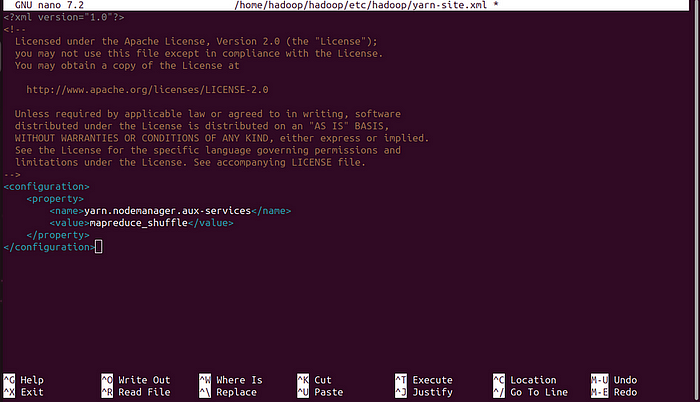 GNU nano 7.2 /home/hadoop/hadoop/etc/hadoop/yarn-site.xml *
<?xml version="1.0"?>
<!--
  Licensed under the Apache License, Version 2.0 (the "License");
  you may not use this file except in compliance with the License.
  You may obtain a copy of the License at

    http://www.apache.org/licenses/LICENSE-2.0

  Unless required by applicable law or agreed to in writing, software
  distributed under the License is distributed on an "AS IS" BASIS,
  WITHOUT WARRANTIES OR CONDITIONS OF ANY KIND, either express or implied.
  See the License for the specific language governing permissions and
  limitations under the License. See accompanying LICENSE file.
-->
<configuration>
    <property>
        <name>yarn.nodemanager.aux-services</name>
        <value>mapreduce_shuffle</value>
    </property>
</configuration>
^G Help ^O Write Out ^W Where Is ^K Cut ^T Execute ^C Location M-U Undo
^X Exit ^R Read File ^\ Replace ^U Paste ^J Justify ^/ Go To Line M-E Redo